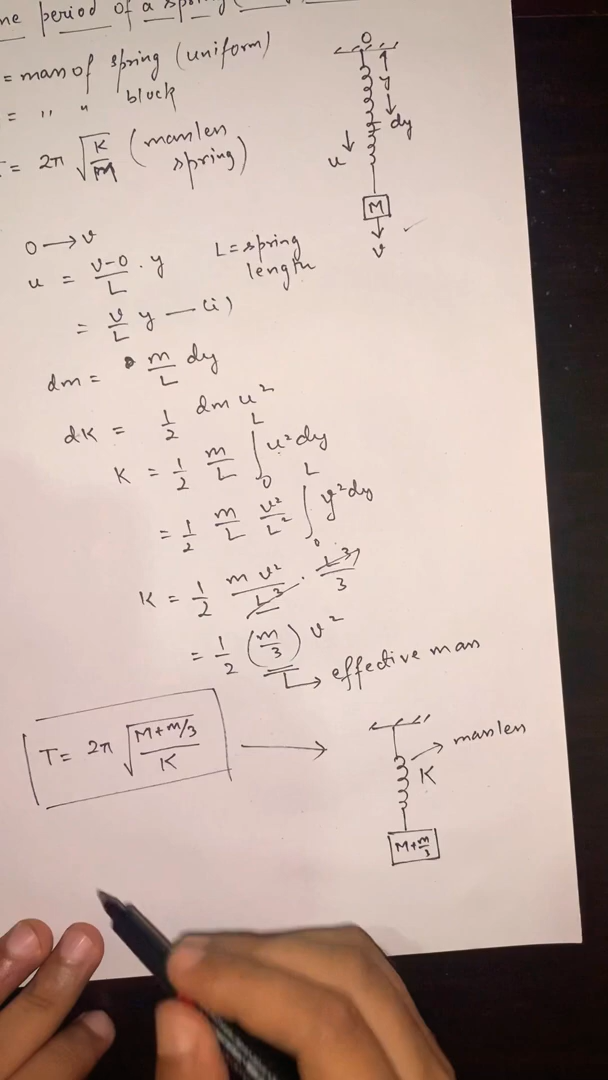 period of a
= mass of spring (uniform)
= " " block
= 2π √K/m (massless spring)
O
y
dy
u
M
v
0 → v
u = v-0/L . y
L = spring length
= v/L y — (i)
dm = m/L dy
dK = 1/2 dm u²
K = 1/2 m/L ∫₀ᴸ u² dy
= 1/2 m/L v²/L² ∫₀ᴸ y² dy
K = 1/2 m v²/L³ . L³/3
= 1/2 (m/3) v²
→ effective mass
T = 2π √M+m/3/K →
massless
K
M+m/3